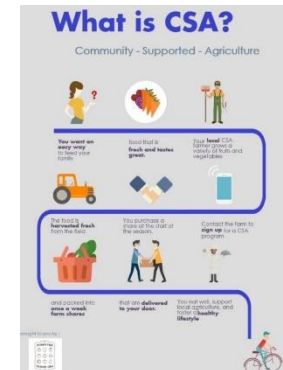 What is CSA?
Community - Supported - Agriculture
You want an
easy way
to feed your
family
food that is
fresh and tastes
great.
Your local CSA
farmer grows a
variety of fruits and
vegetables
Contact the farm to
sign up for a CSA
program
You purchase a
share at the start of
the season.
The food is
harvested fresh
from the field
and packed into
once a week
farm shares
that are delivered
to your door.
You eat well, support
local agriculture, and
foster a healthy
lifestyle